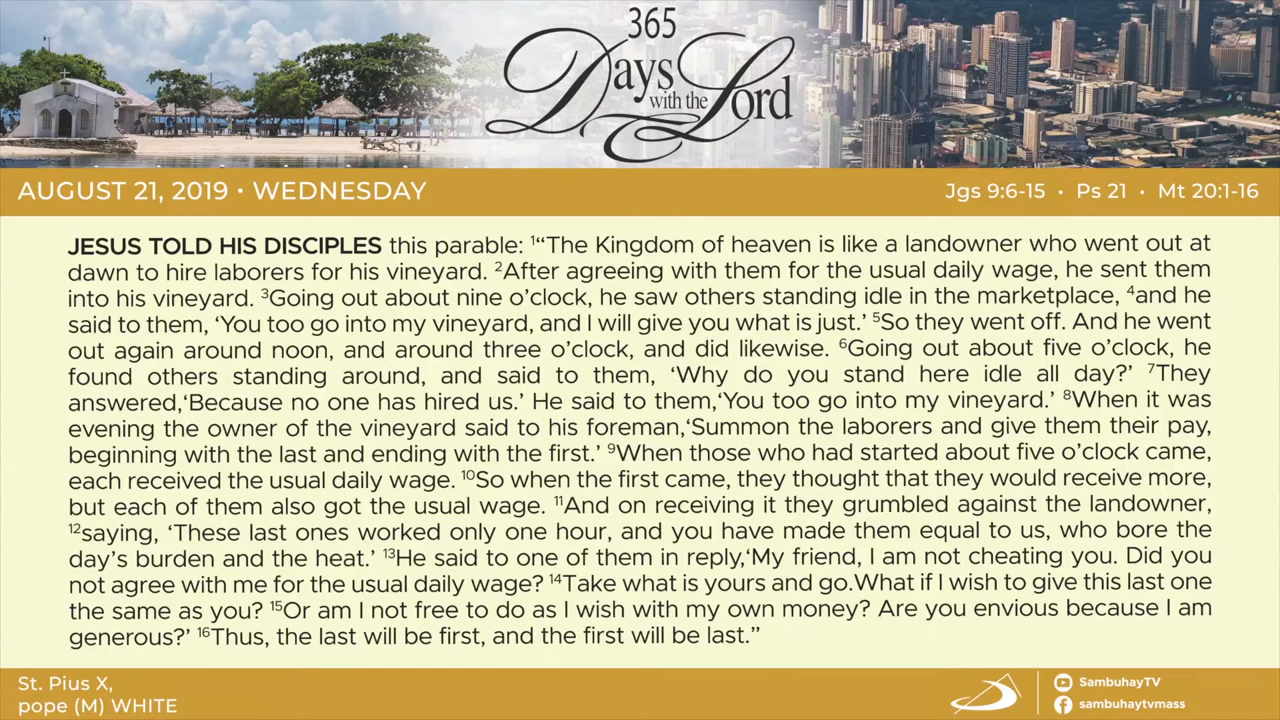 365
Days
with the
Lord
AUGUST 21, 2019 • WEDNESDAY
Jgs 9:6-15 • Ps 21 • Mt 20:1-16
JESUS TOLD HIS DISCIPLES this parable: ¹“The Kingdom of heaven is like a landowner who went out at
dawn to hire laborers for his vineyard. ²After agreeing with them for the usual daily wage, he sent them
into his vineyard. ³Going out about nine o’clock, he saw others standing idle in the marketplace, ⁴and he
said to them, ‘You too go into my vineyard, and I will give you what is just.’ ⁵So they went off. And he went
out again around noon, and around three o’clock, and did likewise. ⁶Going out about five o’clock, he
found others standing around, and said to them, ‘Why do you stand here idle all day?’ ⁷They
answered,‘Because no one has hired us.’ He said to them,‘You too go into my vineyard.’ ⁸When it was
evening the owner of the vineyard said to his foreman,‘Summon the laborers and give them their pay,
beginning with the last and ending with the first.’ ⁹When those who had started about five o’clock came,
each received the usual daily wage. ¹⁰So when the first came, they thought that they would receive more,
but each of them also got the usual wage. ¹¹And on receiving it they grumbled against the landowner,
¹²saying, ‘These last ones worked only one hour, and you have made them equal to us, who bore the
day’s burden and the heat.’ ¹³He said to one of them in reply,‘My friend, I am not cheating you. Did you
not agree with me for the usual daily wage? ¹⁴Take what is yours and go.What if I wish to give this last one
the same as you? ¹⁵Or am I not free to do as I wish with my own money? Are you envious because I am
generous?’ ¹⁶Thus, the last will be first, and the first will be last.”
St. Pius X,
pope (M) WHITE
SambuhayTV
sambuhaytvmass